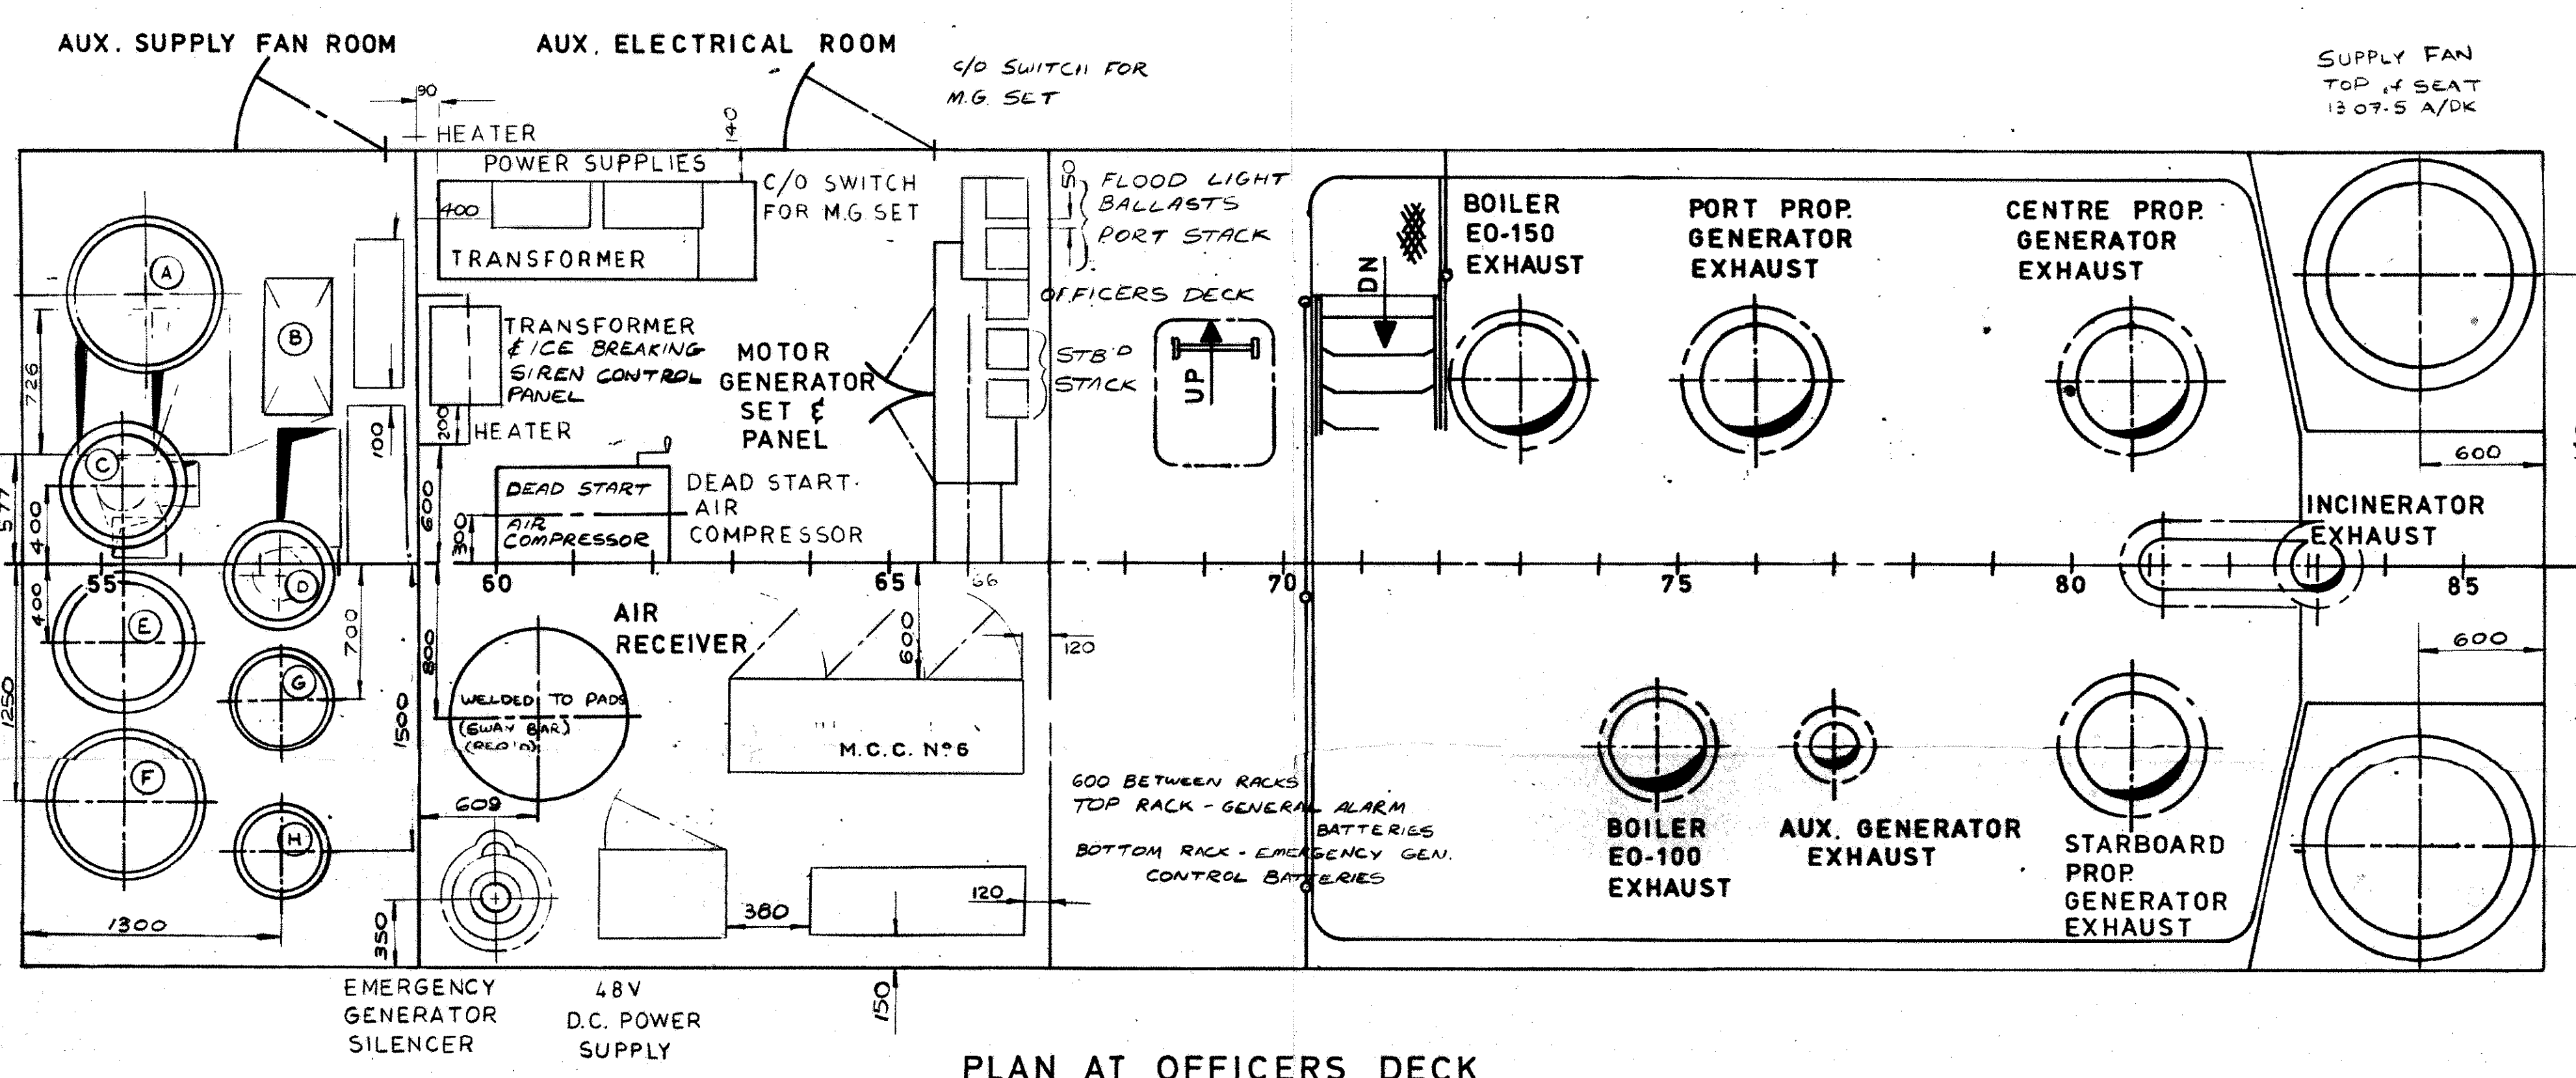 AUX. SUPPLY FAN ROOM
AUX. ELECTRICAL ROOM
C/O SWITCH FOR
M.G. SET
SUPPLY FAN
TOP of SEAT
1307.5 A/DK
90
HEATER
140
POWER SUPPLIES
C/O SWITCH
FOR M.G SET
400
TRANSFORMER
50
FLOOD LIGHT
BALLASTS
PORT STACK
OFFICERS DECK
STB'D
STACK
BOILER
EO-150
EXHAUST
PORT PROP.
GENERATOR
EXHAUST
CENTRE PROP.
GENERATOR
EXHAUST
DN
UP
A
B
C
D
E
F
G
H
726
100
577
400
400
1250
700
1500
1300
TRANSFORMER
& ICE BREAKING
SIREN CONTROL
PANEL
200
HEATER
MOTOR
GENERATOR
SET &
PANEL
600
300
DEAD START
AIR
COMPRESSOR
DEAD START
AIR
COMPRESSOR
600
INCINERATOR
EXHAUST
55
60
65
66
70
75
80
85
AIR
RECEIVER
800
600
120
600
WELDED TO PADS
(SWAY BAR)
(REQ'D)
M.C.C. Nº6
609
600 BETWEEN RACKS
TOP RACK - GENERAL ALARM
BATTERIES
BOTTOM RACK - EMERGENCY GEN.
CONTROL BATTERIES
BOILER
EO-100
EXHAUST
AUX. GENERATOR
EXHAUST
STARBOARD
PROP.
GENERATOR
EXHAUST
350
380
120
150
EMERGENCY
GENERATOR
SILENCER
48V
D.C. POWER
SUPPLY
PLAN AT OFFICERS DECK